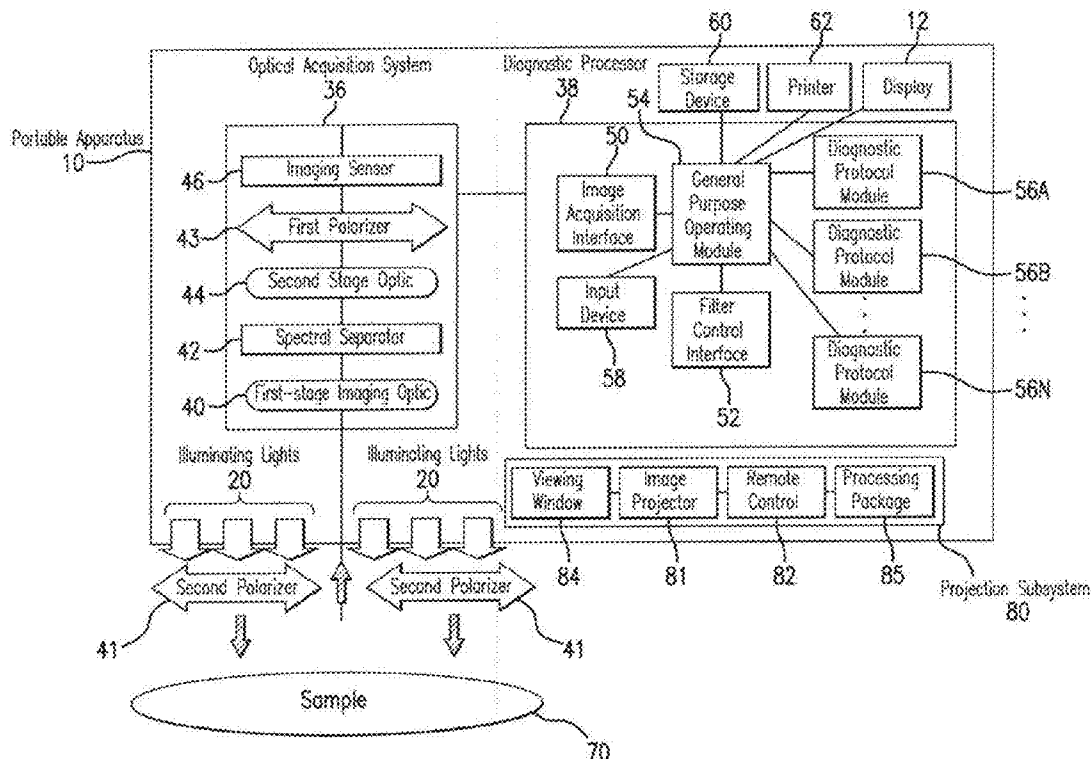 60
62
12
Optical Acquisition System
36
Diagnostic Processor
38
Storage
Device
Printer
Display
Portable Apparatus
10
54
50
46
Imaging Sensor
43
First Polarizer
44
Second Stage Optic
42
Spectral Separator
40
First-stage Imaging Optic
Image
Acquisition
Interface
General
Purpose
Operating
Module
Diagnostic
Protocol
Module
56A
Diagnostic
Protocol
Module
56B
Input
Device
58
Filter
Control
Interface
52
Diagnostic
Protocol
Module
56N
Illuminating Lights
20
Illuminating Lights
20
Viewing
Window
Image
Projector
Remote
Control
Processing
Package
84
81
82
85
Projection Subsystem
80
Second Polarizer
Second Polarizer
41
41
Sample
70